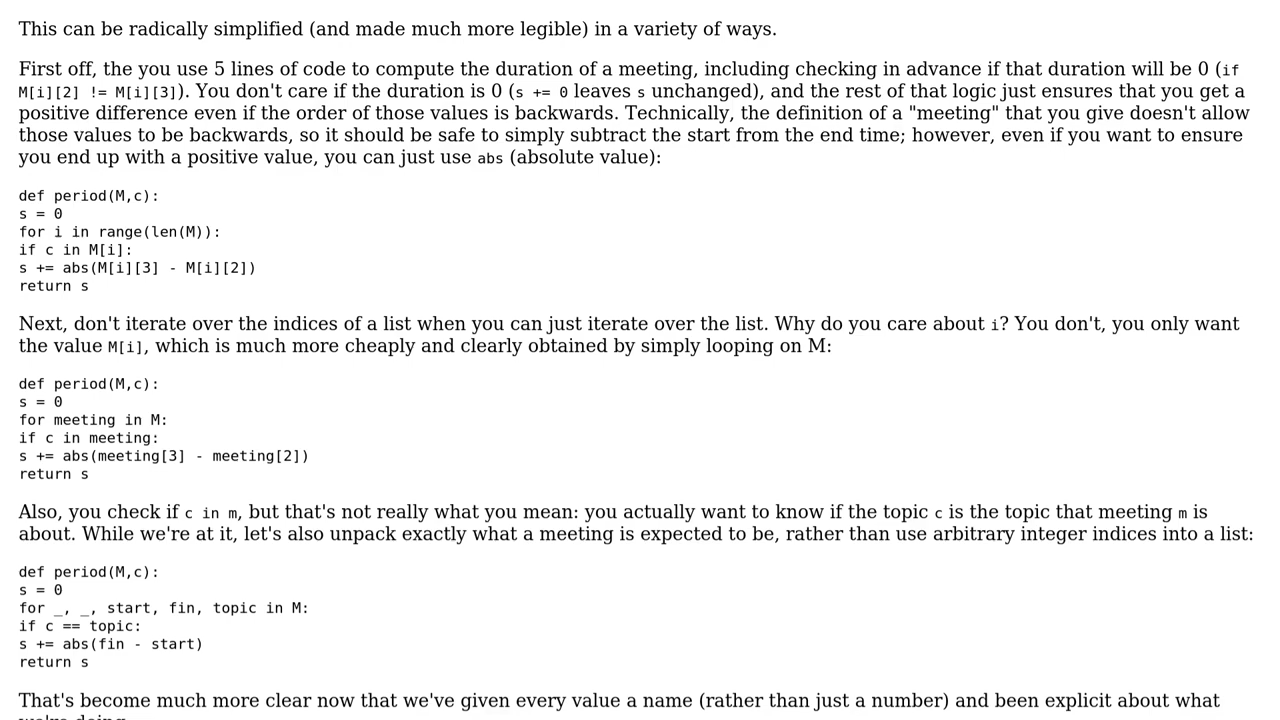 This can be radically simplified (and made much more legible) in a variety of ways.
First off, the you use 5 lines of code to compute the duration of a meeting, including checking in advance if that duration will be 0 (if
M[i][2] != M[i][3]). You don't care if the duration is 0 (s += 0 leaves s unchanged), and the rest of that logic just ensures that you get a
positive difference even if the order of those values is backwards. Technically, the definition of a "meeting" that you give doesn't allow
those values to be backwards, so it should be safe to simply subtract the start from the end time; however, even if you want to ensure
you end up with a positive value, you can just use abs (absolute value):
def period(M,c):
s = 0
for i in range(len(M)):
if c in M[i]:
s += abs(M[i][3] - M[i][2])
return s
Next, don't iterate over the indices of a list when you can just iterate over the list. Why do you care about i? You don't, you only want
the value M[i], which is much more cheaply and clearly obtained by simply looping on M:
def period(M,c):
s = 0
for meeting in M:
if c in meeting:
s += abs(meeting[3] - meeting[2])
return s
Also, you check if c in m, but that's not really what you mean: you actually want to know if the topic c is the topic that meeting m is
about. While we're at it, let's also unpack exactly what a meeting is expected to be, rather than use arbitrary integer indices into a list:
def period(M,c):
s = 0
for _, _, start, fin, topic in M:
if c == topic:
s += abs(fin - start)
return s
That's become much more clear now that we've given every value a name (rather than just a number) and been explicit about what
we're doing